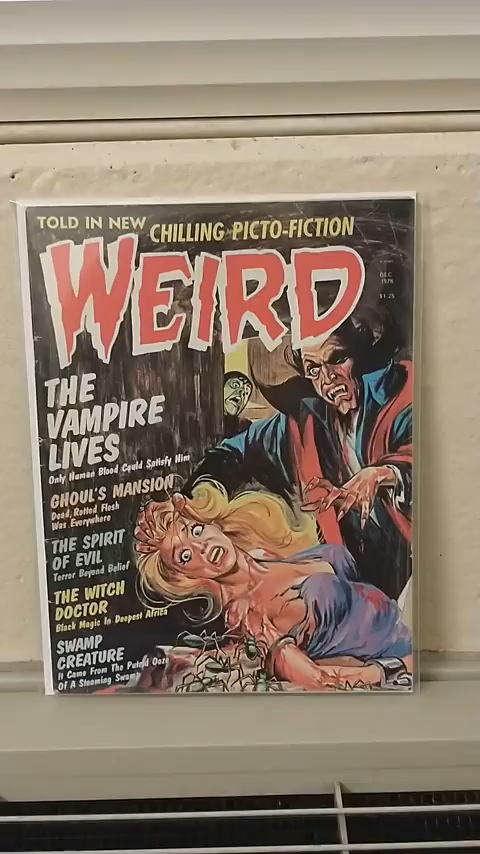 TOLD IN NEW CHILLING PICTO-FICTION
WEIRD
DEC
1976
$1.25
THE
VAMPIRE
LIVES
Only Human Blood Could Satisfy Him
GHOUL'S MANSION
Dead, Rotted Flesh
Was Everywhere
THE SPIRIT
OF EVIL
Terror Beyond Belief
THE WITCH
DOCTOR
Black Magic In Deepest Africa
SWAMP
CREATURE
It Came From The Putrid Ooze
Of A Steaming Swamp